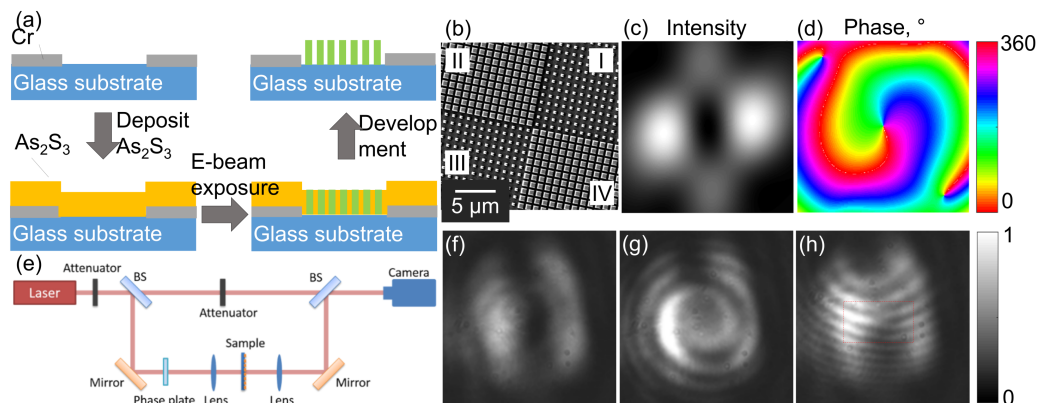 (a)
Cr
Glass substrate
Glass substrate
Deposit
As₂S₃
Develop
ment
As₂S₃
E-beam
exposure
Glass substrate
Glass substrate
(b)
II
I
III
IV
5 μm
(c)
Intensity
(d)
Phase, °
360
0
(e)
Attenuator
BS
BS
Camera
Laser
Attenuator
Sample
Mirror
Phase plate
Lens
Lens
Mirror
(f)
(g)
(h)
1
0